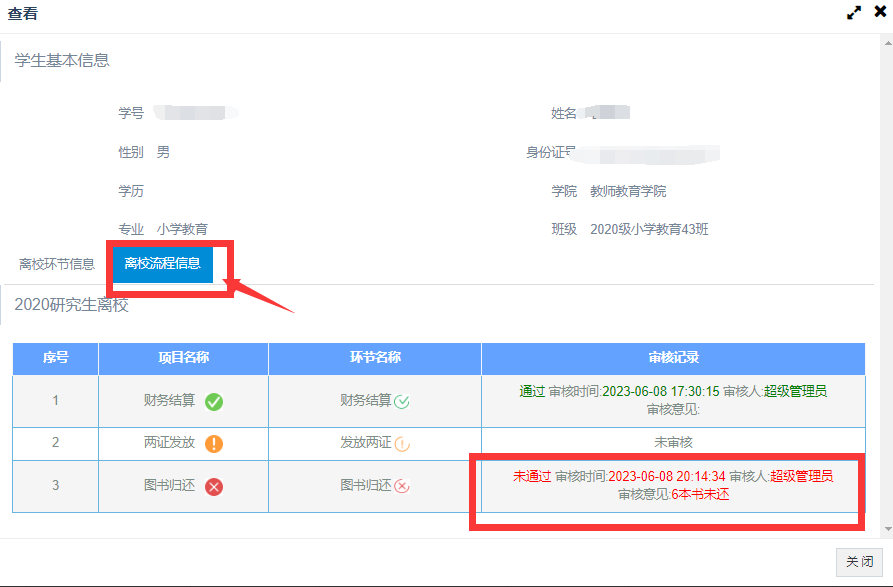 查看
学生基本信息
学号 姓名
性别 男 身份证号
学历 学院 教师教育学院
专业 小学教育 班级 2020级小学教育43班
离校环节信息 离校流程信息
2020研究生离校
序号 项目名称 环节名称 审核记录
1 财务结算 财务结算 通过 审核时间:2023-06-08 17:30:15 审核人:超级管理员
审核意见:
2 两证发放 发放两证 未审核
3 图书归还 图书归还 未通过 审核时间:2023-06-08 20:14:34 审核人:超级管理员
审核意见:6本书未还
关闭